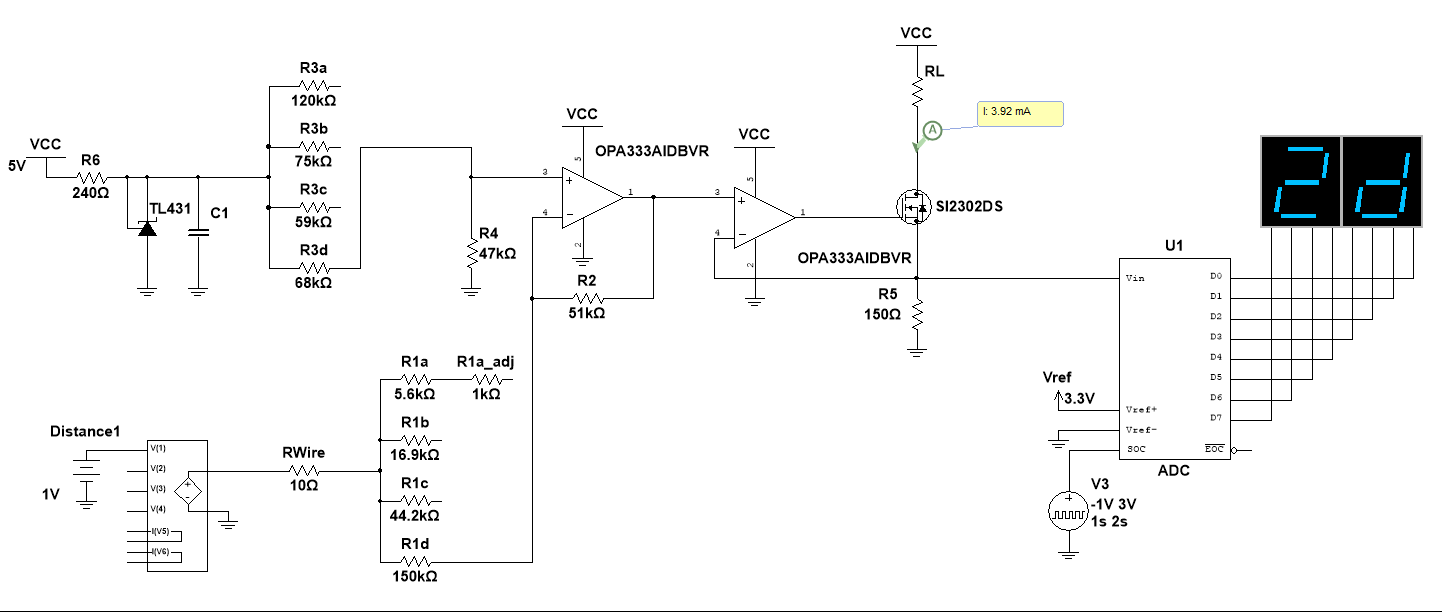 VCC
5V
R6
240Ω
TL431
C1
R3a
120kΩ
R3b
75kΩ
R3c
59kΩ
R3d
68kΩ
R4
47kΩ
VCC
5
OPA333AIDBVR
3
+
4
−
1
2
R2
51kΩ
VCC
5
3
+
4
−
1
2
OPA333AIDBVR
VCC
RL
A
I: 3.92 mA
SI2302DS
R5
150Ω
2d
U1
Vin
D0
D1
D2
D3
D4
D5
D6
D7
Vref+
Vref-
SOC
EOC
ADC
Vref
3.3V
V3
-1V 3V
1s 2s
Distance1
1V
V(1)
V(2)
V(3)
V(4)
I(V5)
I(V6)
RWire
10Ω
R1a
5.6kΩ
R1a_adj
1kΩ
R1b
16.9kΩ
R1c
44.2kΩ
R1d
150kΩ